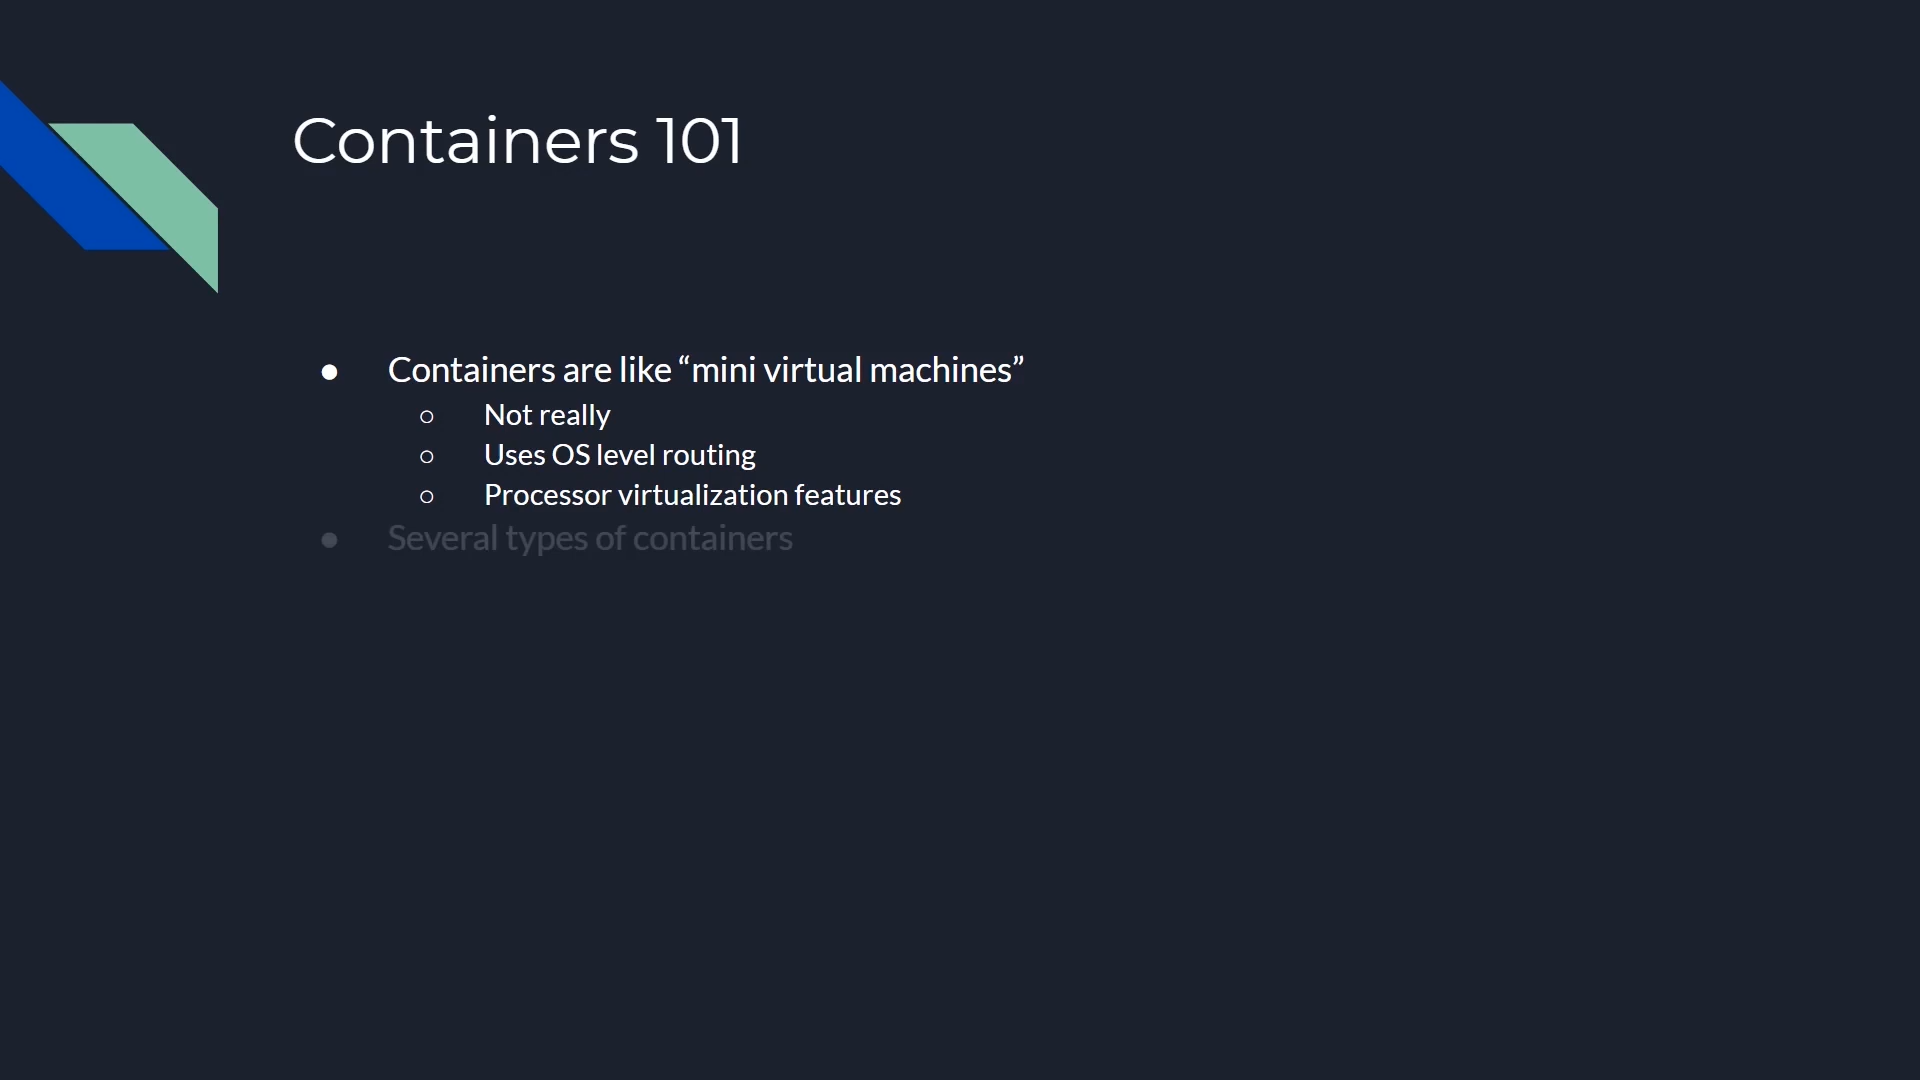 Containers 101
● Containers are like “mini virtual machines”
○ Not really
○ Uses OS level routing
○ Processor virtualization features
● Several types of containers